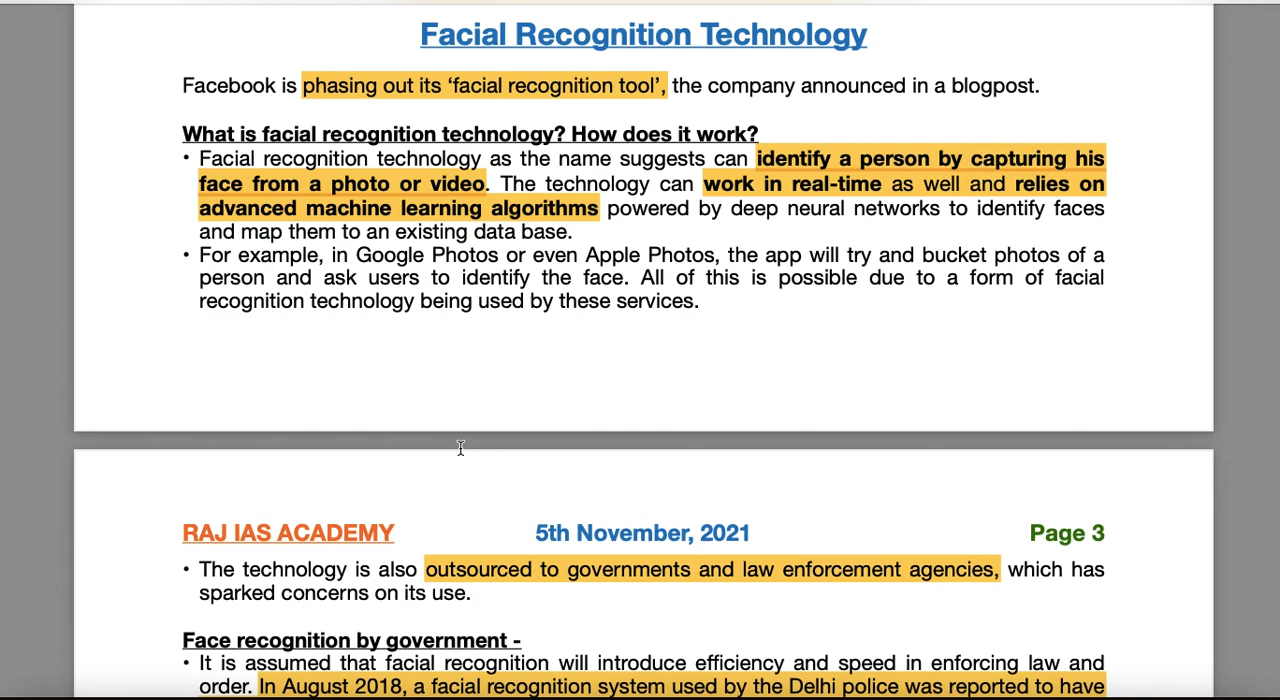 Facial Recognition Technology
Facebook is phasing out its ‘facial recognition tool’, the company announced in a blogpost.
What is facial recognition technology? How does it work?
• Facial recognition technology as the name suggests can identify a person by capturing his
face from a photo or video. The technology can work in real-time as well and relies on
advanced machine learning algorithms powered by deep neural networks to identify faces
and map them to an existing data base.
• For example, in Google Photos or even Apple Photos, the app will try and bucket photos of a
person and ask users to identify the face. All of this is possible due to a form of facial
recognition technology being used by these services.
RAJ IAS ACADEMY 5th November, 2021 Page 3
• The technology is also outsourced to governments and law enforcement agencies, which has
sparked concerns on its use.
Face recognition by government -
• It is assumed that facial recognition will introduce efficiency and speed in enforcing law and
order. In August 2018, a facial recognition system used by the Delhi police was reported to have